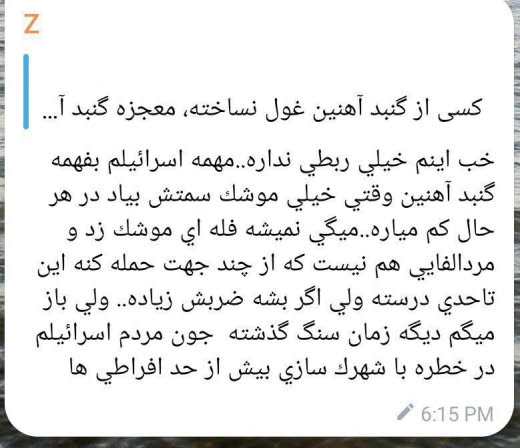 Z
کسی از گنبد آهنین غول نساخته، معجزه گنبد آ...
خب اینم خیلي ربطي نداره..مهمه اسرائیلم بفهمه
گنبد آهنین وقتي خیلي موشك سمتش بیاد در هر
حال کم میاره..میگي نمیشه فله اي موشك زد و
مردالفایي هم نیست که از چند جهت حمله کنه این
تاحدي درسته ولي اگر بشه ضربش زیاده.. ولي باز
میگم دیگه زمان سنگ گذشته جون مردم اسرائیلم
در خطره با شهرك سازي بیش از حد افراطي ها
6:15 PM